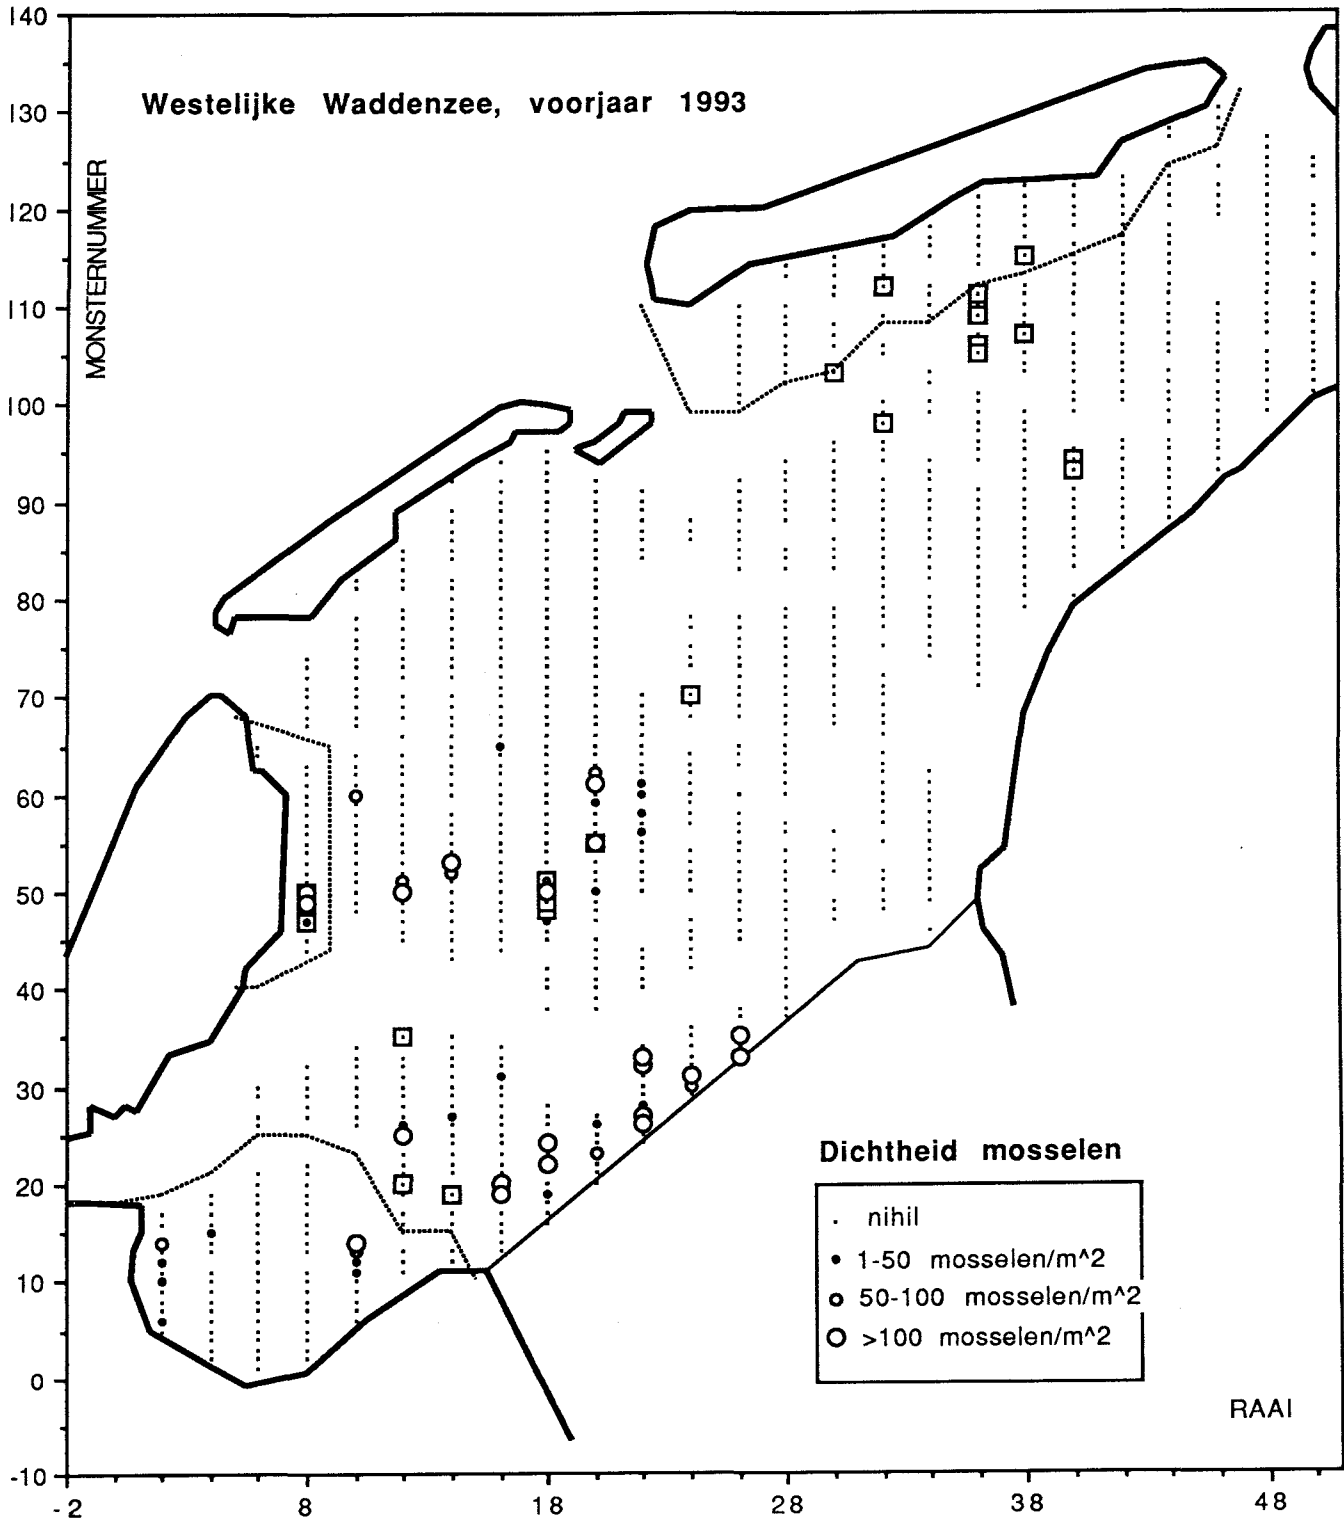 140
Westelijke Waddenzee, voorjaar 1993
130
MONSTERNUMMER
120
110
100
90
80
70
60
50
40
30
20
10
0
-10
Dichtheid mosselen
nihil
1-50 mosselen/m^2
50-100 mosselen/m^2
>100 mosselen/m^2
RAAI
-2 8 18 28 38 48